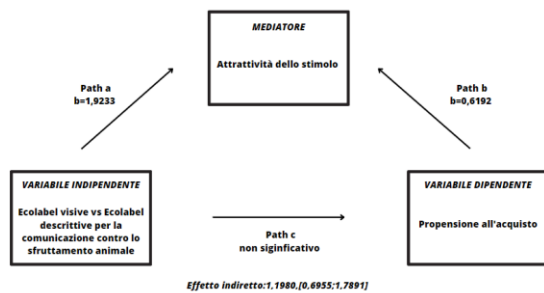 MEDIATORE
Attrattività dello stimolo
Path a
b=1,9233
Path b
b=0,6192
VARIABILE INDIPENDENTE
Ecolabel visive vs Ecolabel
descrittive per la
comunicazione contro lo
sfruttamento animale
VARIABILE DIPENDENTE
Propensione all'acquisto
Path c
non siginficativo
Effetto indiretto:1,1980,[0,6955;1,7891]